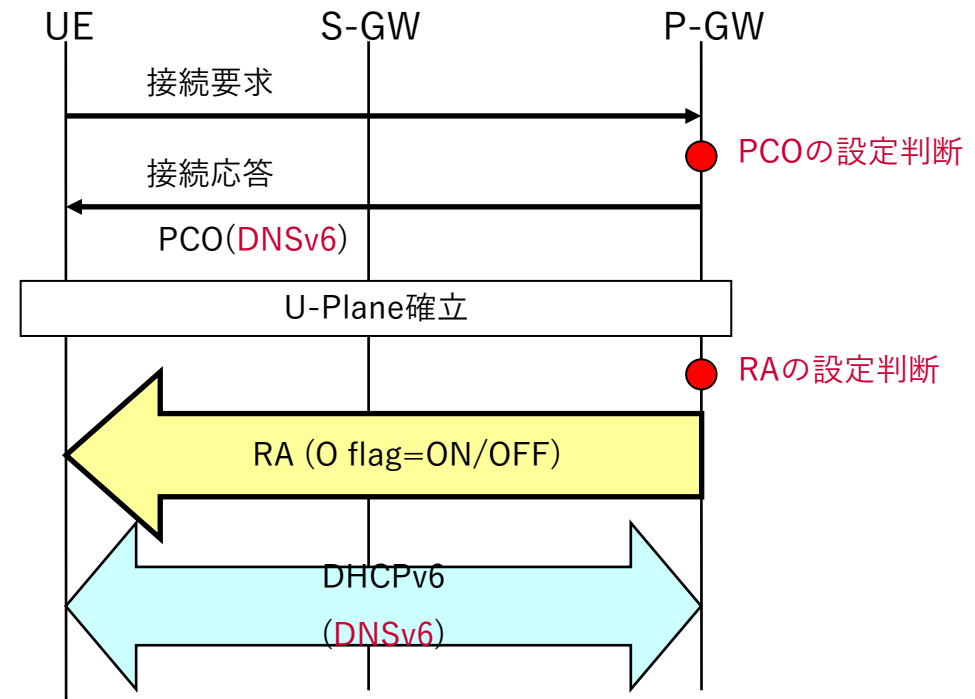 UE
S-GW
P-GW
接続要求
PCOの設定判断
接続応答
PCO(DNSv6)
U-Plane確立
RAの設定判断
RA (O flag=ON/OFF)
DHCPv6
(DNSv6)